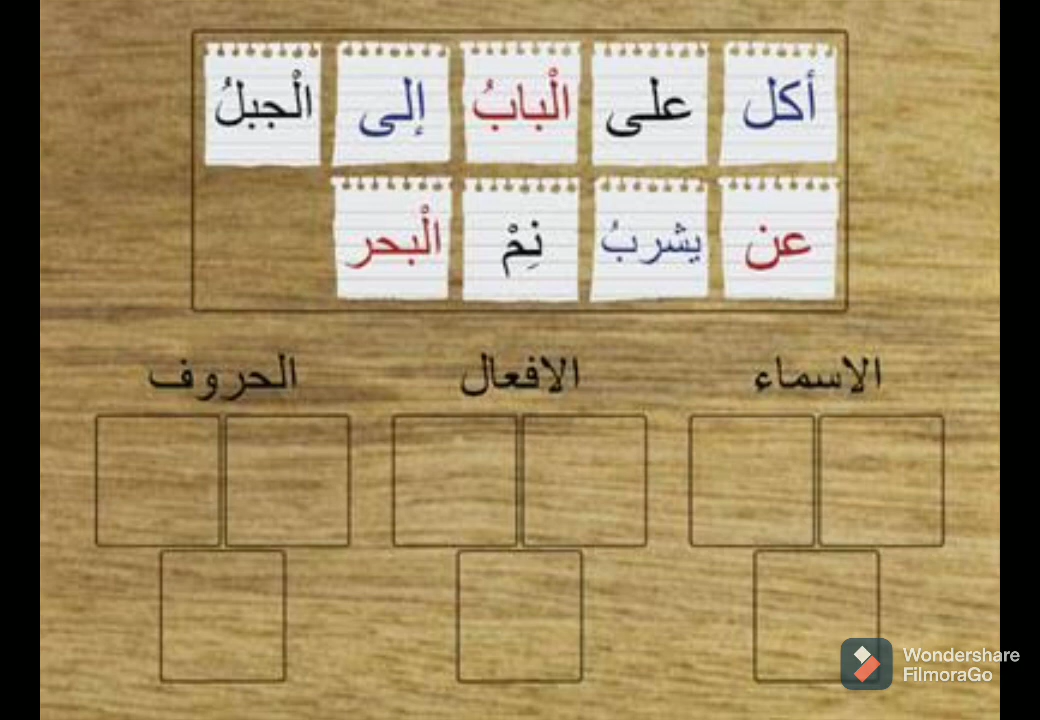 أكل على الْبابُ إلى الْجبلُ
عن يشربُ نِمْ الْبحر
الاسماء الافعال الحروف
Wondershare
FilmoraGo